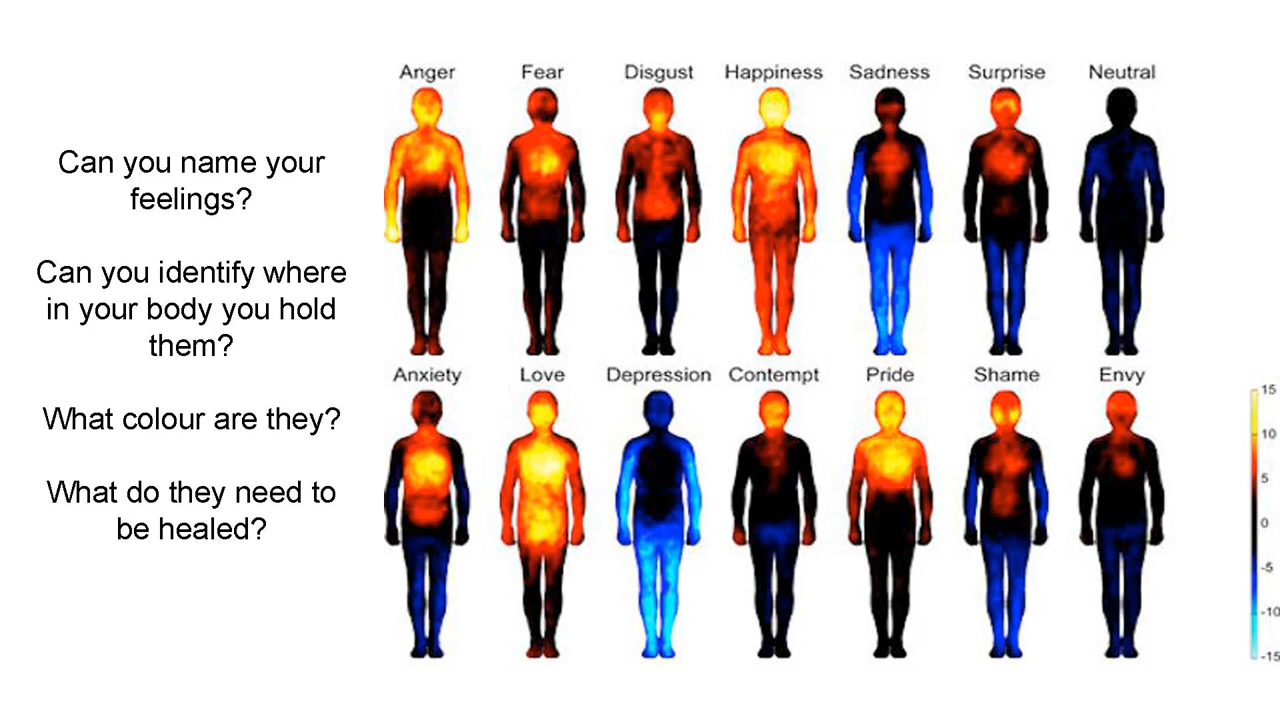 Can you name your
feelings?
Can you identify where
in your body you hold
them?
What colour are they?
What do they need to
be healed?
Anger Fear Disgust Happiness Sadness Surprise Neutral
Anxiety Love Depression Contempt Pride Shame Envy
15
10
5
0
-5
-10
-15